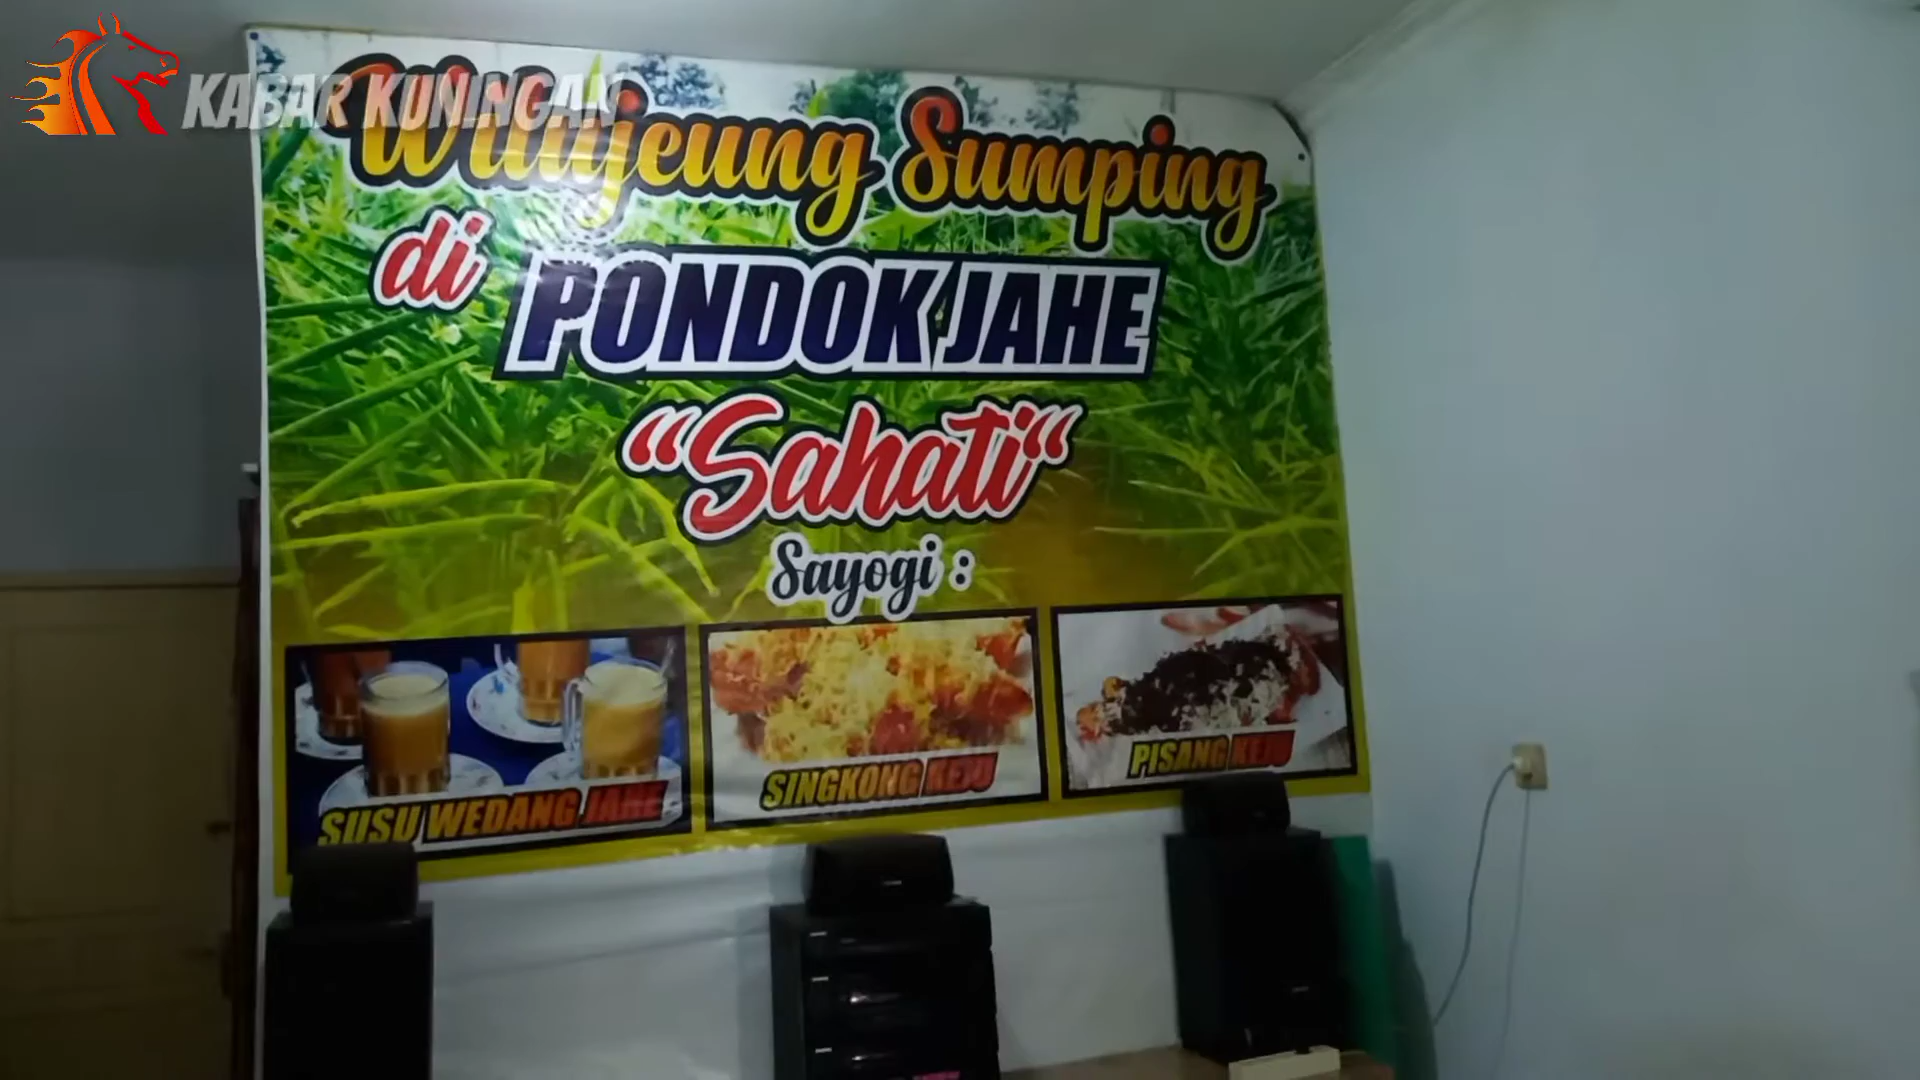 KABAR KUNINGAN
Wilujeung Sumping
di PONDOK JAHE
“Sahati“
Sayogi :
SUSU WEDANG JAHE
SINGKONG KEJU
PISANG KEJU